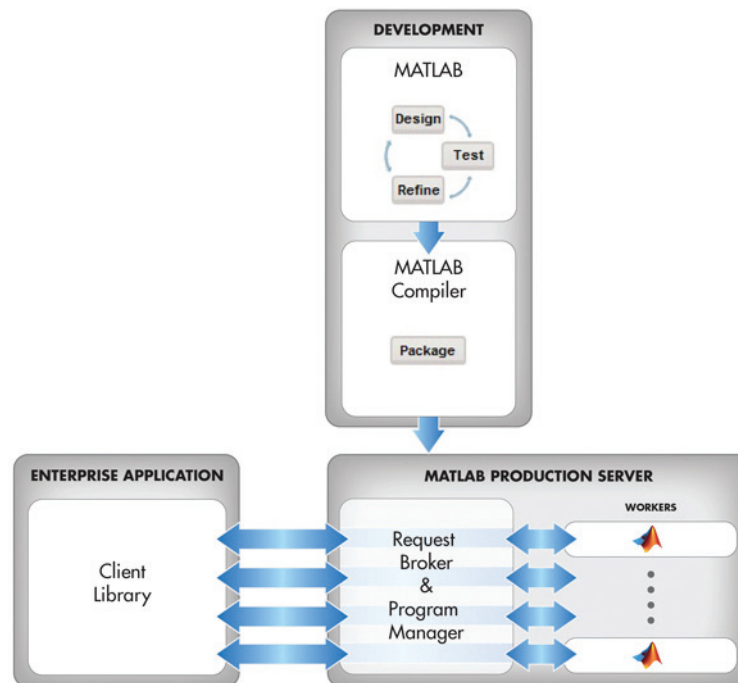 DEVELOPMENT
MATLAB
Design
Test
Refine
MATLAB
Compiler
Package
ENTERPRISE APPLICATION
Client
Library
MATLAB PRODUCTION SERVER
Request
Broker
&
Program
Manager
WORKERS